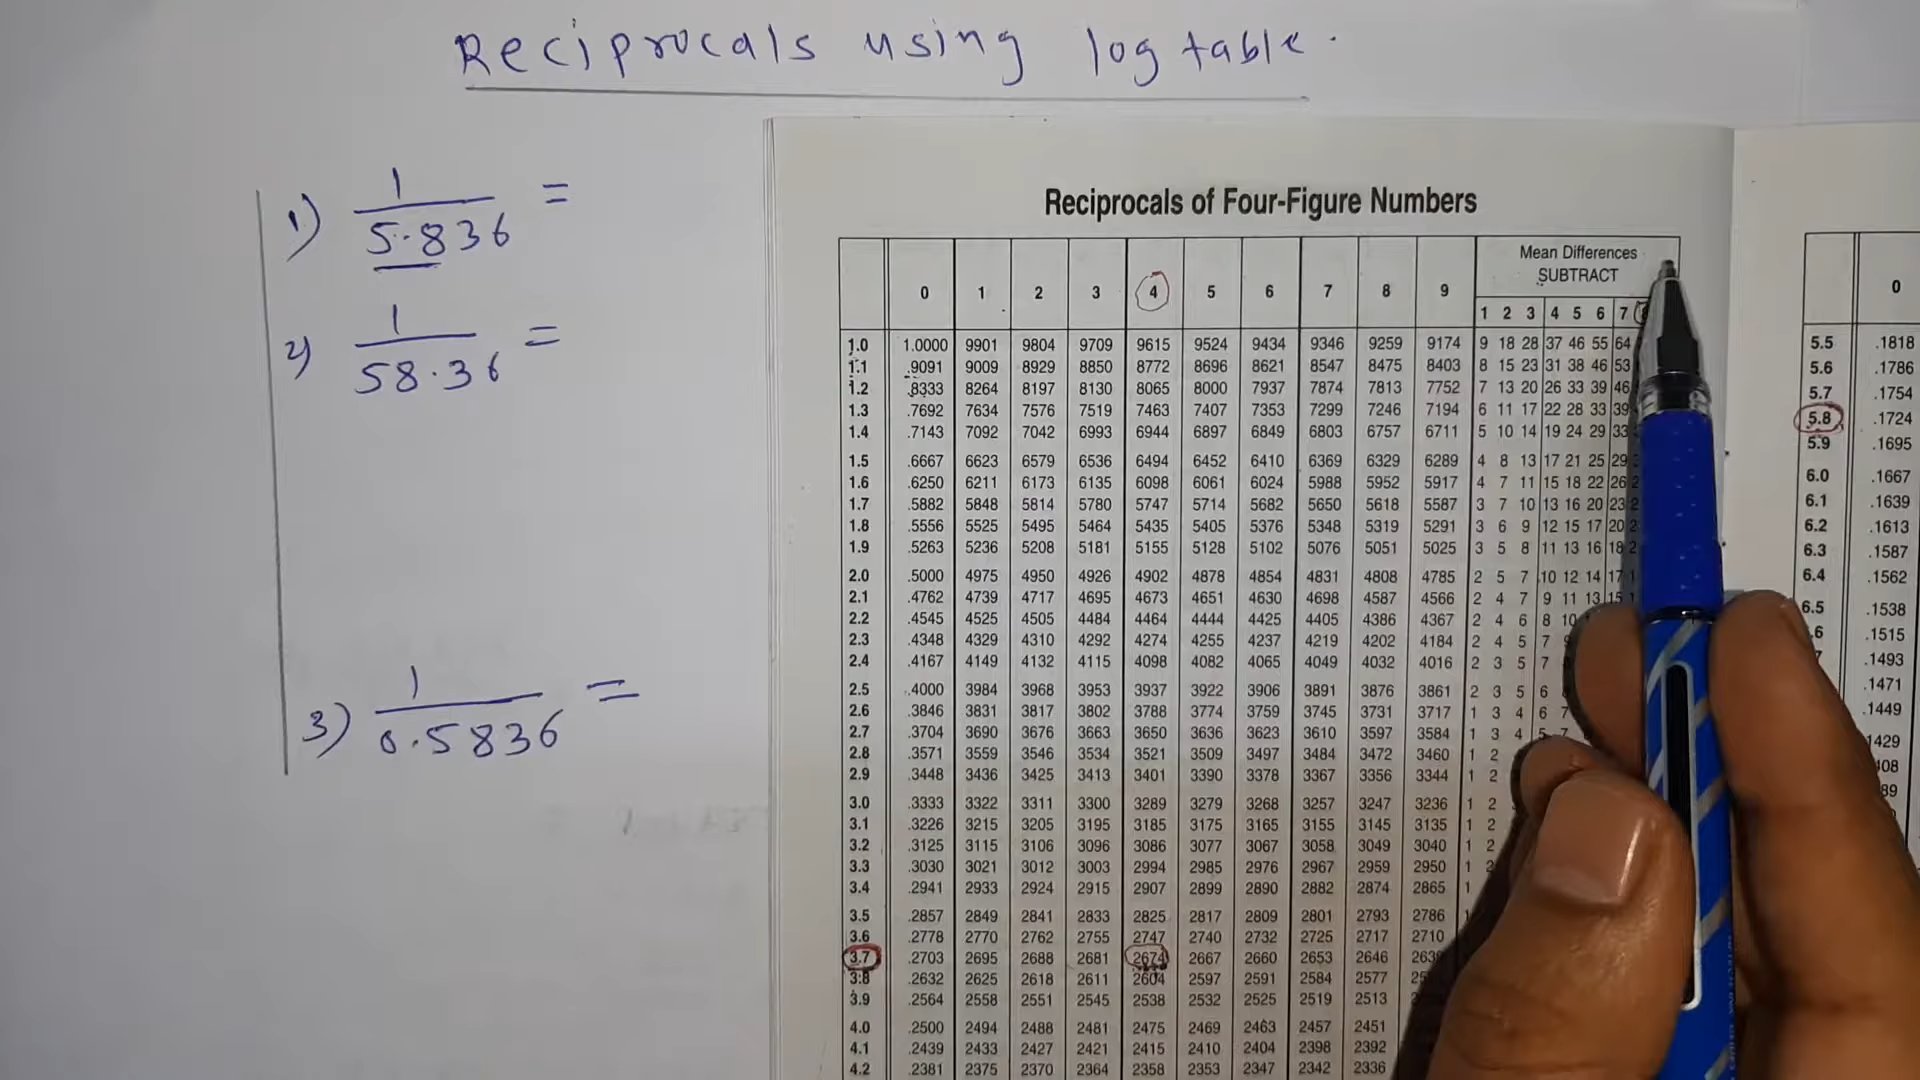 Reciprocals using log table.
1) 1/5.836 =
2) 1/58.36 =
3) 1/0.5836 =
Reciprocals of Four-Figure Numbers
Mean Differences
SUBTRACT
0 1 2 3 4 5 6 7 8 9 1 2 3 4 5 6 7
1.0 1.0000 9901 9804 9709 9615 9524 9434 9346 9259 9174 9 18 28 37 46 55 64
1.1 .9091 9009 8929 8850 8772 8696 8621 8547 8475 8403 8 15 23 31 38 46 53
1.2 .8333 8264 8197 8130 8065 8000 7937 7874 7813 7752 7 13 20 26 33 39 46
1.3 .7692 7634 7576 7519 7463 7407 7353 7299 7246 7194 6 11 17 22 28 33 39
1.4 .7143 7092 7042 6993 6944 6897 6849 6803 6757 6711 5 10 14 19 24 29 33
1.5 .6667 6623 6579 6536 6494 6452 6410 6369 6329 6289 4 8 13 17 21 25 29
1.6 .6250 6211 6173 6135 6098 6061 6024 5988 5952 5917 4 7 11 15 18 22 26
1.7 .5882 5848 5814 5780 5747 5714 5682 5650 5618 5587 3 7 10 13 16 20 23
1.8 .5556 5525 5495 5464 5435 5405 5376 5348 5319 5291 3 6 9 12 15 17 20
1.9 .5263 5236 5208 5181 5155 5128 5102 5076 5051 5025 3 5 8 11 13 16 18
2.0 .5000 4975 4950 4926 4902 4878 4854 4831 4808 4785 2 5 7 10 12 14 17
2.1 .4762 4739 4717 4695 4673 4651 4630 4698 4587 4566 2 4 7 9 11 13 15
2.2 .4545 4525 4505 4484 4464 4444 4425 4405 4386 4367 2 4 6 8 10
2.3 .4348 4329 4310 4292 4274 4255 4237 4219 4202 4184 2 4 5 7
2.4 .4167 4149 4132 4115 4098 4082 4065 4049 4032 4016 2 3 5 7
2.5 .4000 3984 3968 3953 3937 3922 3906 3891 3876 3861 2 3 5 6
2.6 .3846 3831 3817 3802 3788 3774 3759 3745 3731 3717 1 3 4 6 7
2.7 .3704 3690 3676 3663 3650 3636 3623 3610 3597 3584 1 3 4 5 7
2.8 .3571 3559 3546 3534 3521 3509 3497 3484 3472 3460 1 2
2.9 .3448 3436 3425 3413 3401 3390 3378 3367 3356 3344 1 2
3.0 .3333 3322 3311 3300 3289 3279 3268 3257 3247 3236 1 2
3.1 .3226 3215 3205 3195 3185 3175 3165 3155 3145 3135 1 2
3.2 .3125 3115 3106 3096 3086 3077 3067 3058 3049 3040 1 2
3.3 .3030 3021 3012 3003 2994 2985 2976 2967 2959 2950 1 2
3.4 .2941 2933 2924 2915 2907 2899 2890 2882 2874 2865 1
3.5 .2857 2849 2841 2833 2825 2817 2809 2801 2793 2786
3.6 .2778 2770 2762 2755 2747 2740 2732 2725 2717 2710
3.7 .2703 2695 2688 2681 2674 2667 2660 2653 2646
3.8 .2632 2625 2618 2611 2604 2597 2591 2584 2577
3.9 .2564 2558 2551 2545 2538 2532 2525 2519 2513
4.0 .2500 2494 2488 2481 2475 2469 2463 2457 2451
4.1 .2439 2433 2427 2421 2415 2410 2404 2398 2392
4.2 .2381 2375 2370 2364 2358 2353 2347 2342 2336
0
5.5 .1818
5.6 .1786
5.7 .1754
5.8 .1724
5.9 .1695
6.0 .1667
6.1 .1639
6.2 .1613
6.3 .1587
6.4 .1562
6.5 .1538
.1515
.1493
.1471
.1449